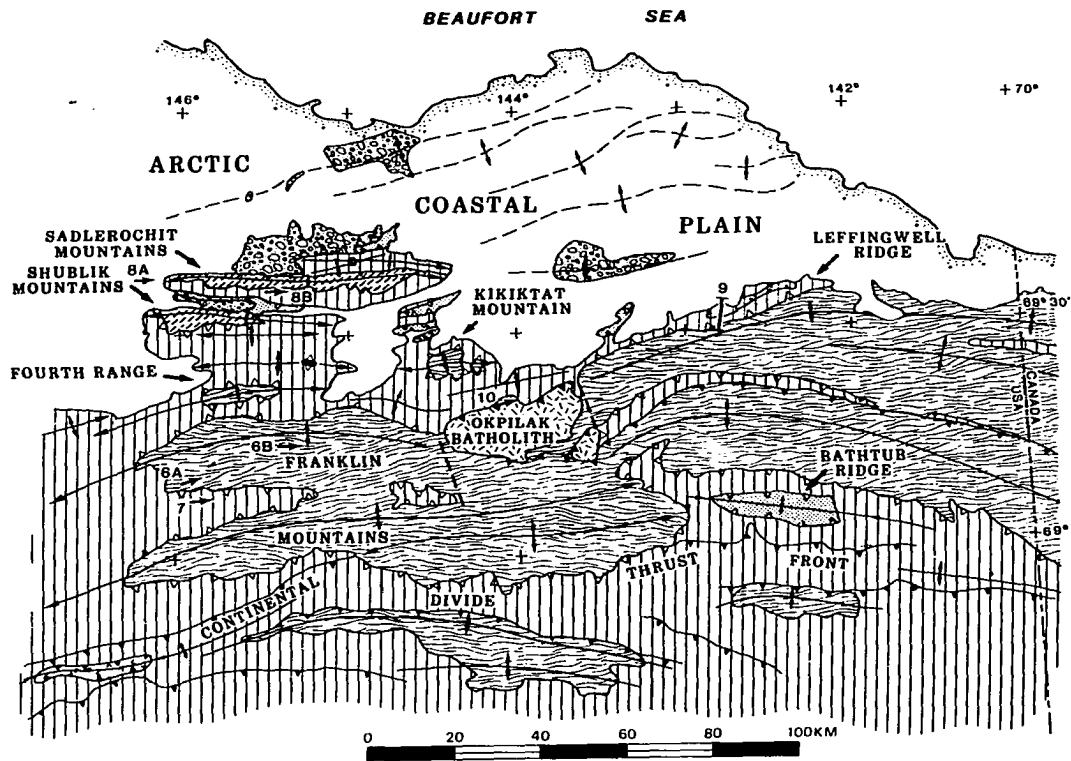 BEAUFORT SEA
146°
144°
142°
70°
ARCTIC
COASTAL
PLAIN
SADLEROCHIT
MOUNTAINS
SHUBLIK
MOUNTAINS
8A
8B
LEFFINGWELL
RIDGE
KIKIKTAT
MOUNTAIN
9
69° 30'
FOURTH RANGE
10
OKPILAK
BATHOLITH
CANADA
USA
6B
FRANKLIN
6A
7
BATHTUB
RIDGE
MOUNTAINS
69°
THRUST FRONT
CONTINENTAL DIVIDE
0 20 40 60 80 100KM